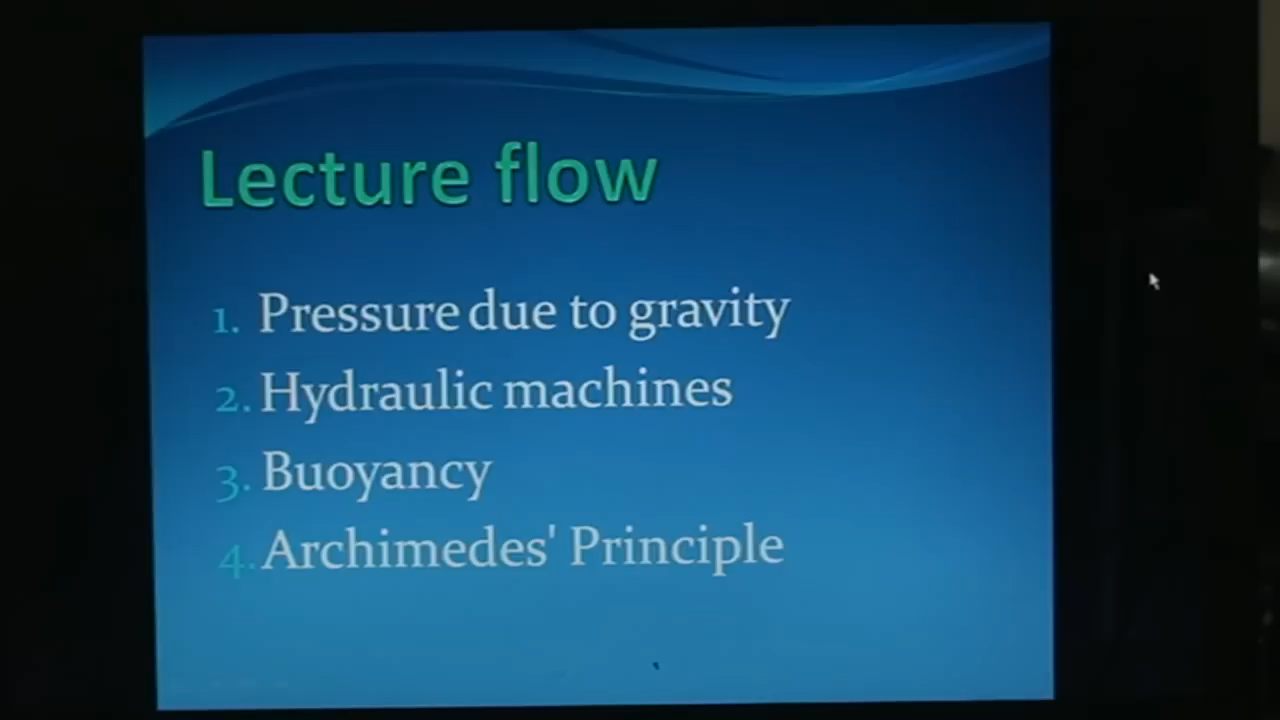 Lecture flow
1. Pressure due to gravity
2. Hydraulic machines
3. Buoyancy
4. Archimedes' Principle